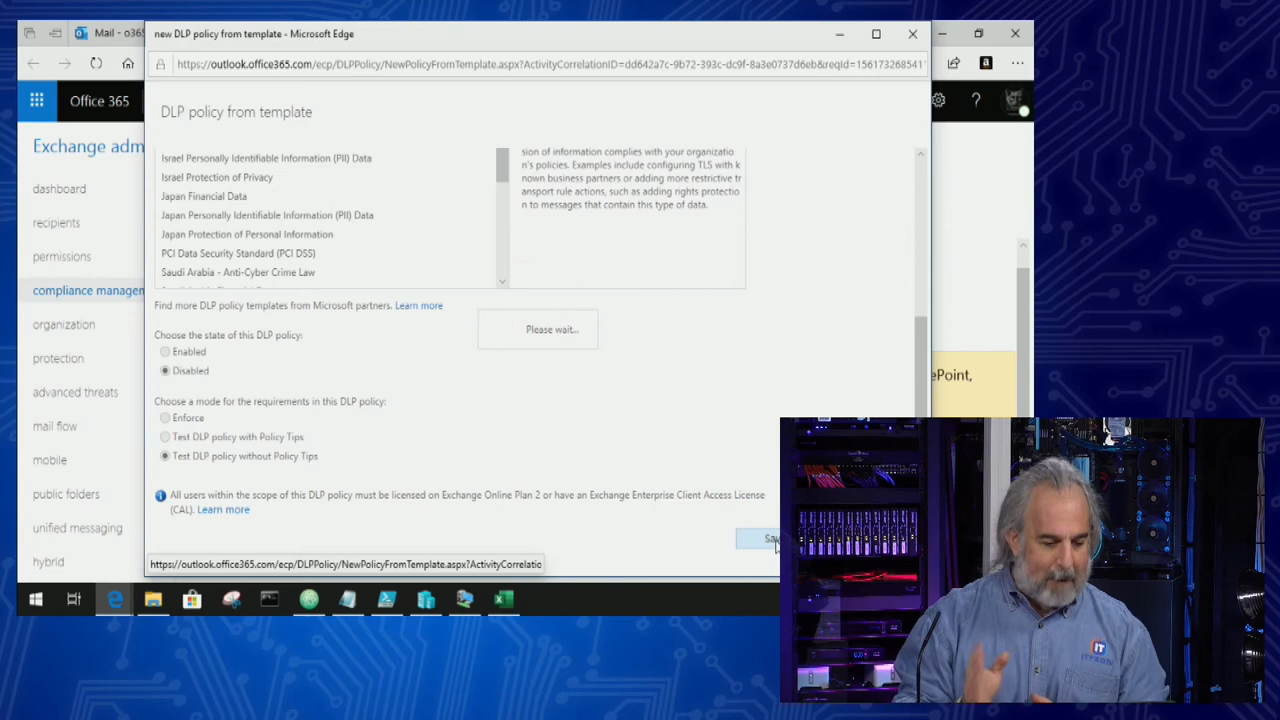 new DLP policy from template - Microsoft Edge
Mail - o365
https://outlook.office365.com/ecp/DLPPolicy/NewPolicyFromTemplate.aspx?ActivityCorrelationID=dd642a7c-9b72-393c-dc9f-8a3e0737d6eb&reqId=1561732685411
Office 365
Exchange adm
dashboard
recipients
permissions
compliance managem
organization
protection
advanced threats
mail flow
mobile
public folders
unified messaging
hybrid
DLP policy from template
Israel Personally Identifiable Information (PII) Data
Israel Protection of Privacy
Japan Financial Data
Japan Personally Identifiable Information (PII) Data
Japan Protection of Personal Information
PCI Data Security Standard (PCI DSS)
Saudi Arabia - Anti-Cyber Crime Law
sion of information complies with your organizatio
n's policies. Examples include configuring TLS with k
nown business partners or adding more restrictive tr
ansport rule actions, such as adding rights protectio
n to messages that contain this type of data.
Find more DLP policy templates from Microsoft partners. Learn more
Please wait...
Choose the state of this DLP policy:
Enabled
Disabled
Choose a mode for the requirements in this DLP policy:
Enforce
Test DLP policy with Policy Tips
Test DLP policy without Policy Tips
All users within the scope of this DLP policy must be licensed on Exchange Online Plan 2 or have an Exchange Enterprise Client Access License
(CAL). Learn more
Sav
https://outlook.office365.com/ecp/DLPPolicy/NewPolicyFromTemplate.aspx?ActivityCorrelatio
ePoint,
IT
ITPROTV